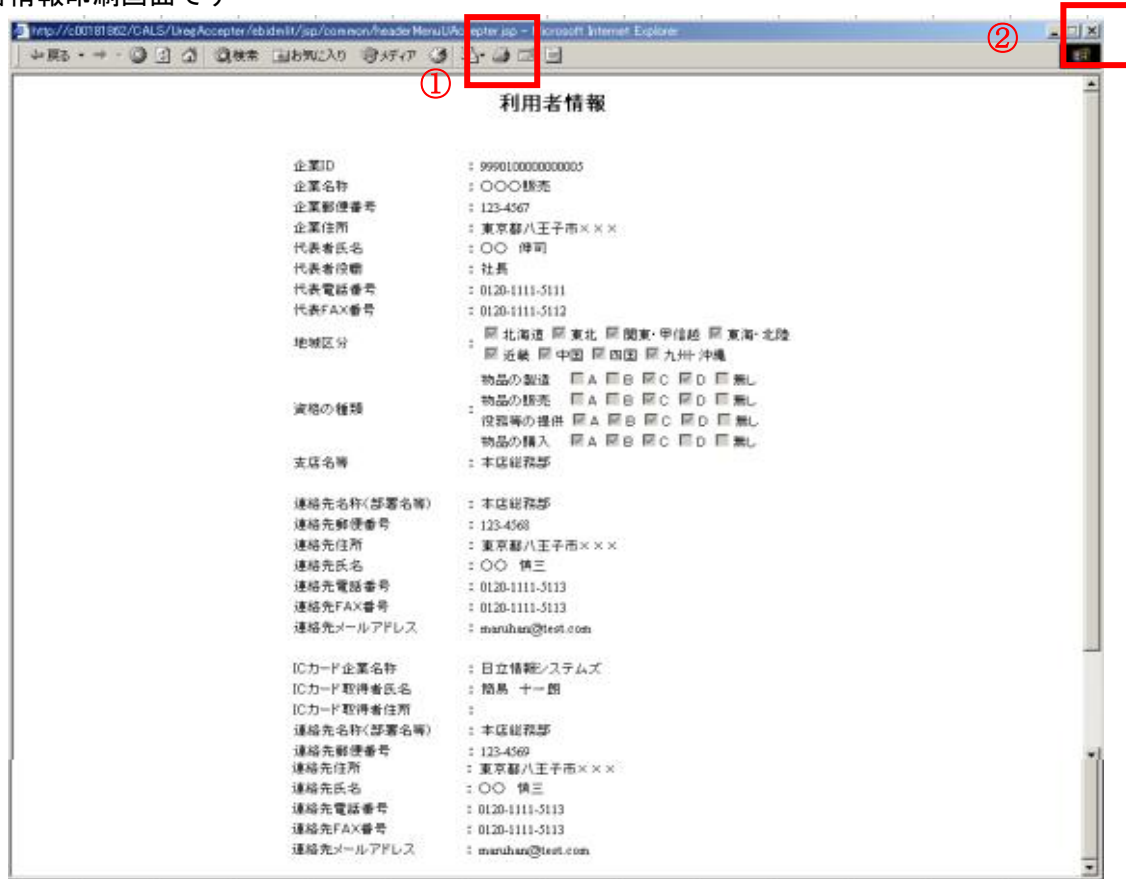 情報印刷画面です
http://c00181862/CALS/UregAccepter/ebidmlit/jsp/common/headerMenuUAccepter.jsp - Microsoft Internet Explorer
②
戻る 検索 お気に入り メディア
①
利用者情報
企業ID : 9990100000000005
企業名称 : ○○○販売
企業郵便番号 : 123-4567
企業住所 : 東京都八王子市×××
代表者氏名 : ○○ 伸司
代表者役職 : 社長
代表電話番号 : 0120-1111-5111
代表FAX番号 : 0120-1111-5112
地域区分 : ☑ 北海道 ☑ 東北 ☑ 関東・甲信越 ☑ 東海・北陸
☑ 近畿 ☑ 中国 ☑ 四国 ☑ 九州・沖縄
資格の種類 :
物品の製造 □ A □ B ☑ C ☑ D □ 無し
物品の販売 □ A □ B ☑ C ☑ D □ 無し
役務等の提供 ☑ A ☑ B ☑ C ☑ D □ 無し
物品の購入 ☑ A ☑ B ☑ C □ D □ 無し
支店名等 : 本店総務部
連絡先名称(部署名等) : 本店総務部
連絡先郵便番号 : 123-4568
連絡先住所 : 東京都八王子市×××
連絡先氏名 : ○○ 慎三
連絡先電話番号 : 0120-1111-5113
連絡先FAX番号 : 0120-1111-5113
連絡先メールアドレス : maruhan@test.com
ICカード企業名称 : 日立情報システムズ
ICカード取得者氏名 : 簡易 十一朗
ICカード取得者住所 :
連絡先名称(部署名等) : 本店総務部
連絡先郵便番号 : 123-4569
連絡先住所 : 東京都八王子市×××
連絡先氏名 : ○○ 慎三
連絡先電話番号 : 0120-1111-5113
連絡先FAX番号 : 0120-1111-5113
連絡先メールアドレス : maruhan@test.com